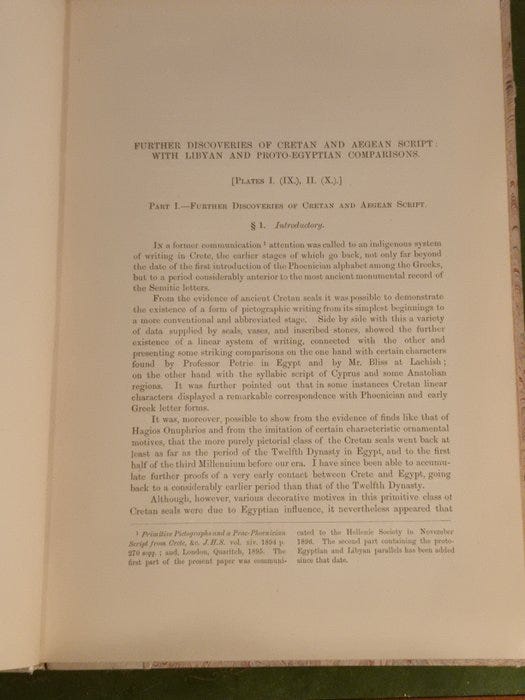 FURTHER DISCOVERIES OF CRETAN AND AEGEAN SCRIPT:
WITH LIBYAN AND PROTO-EGYPTIAN COMPARISONS.
[PLATES I. (IX.), II. (X.).]
PART I.—FURTHER DISCOVERIES OF CRETAN AND AEGEAN SCRIPT.
§ 1. Introductory.
IN a former communication 1 attention was called to an indigenous system
of writing in Crete, the earlier stages of which go back, not only far beyond
the date of the first introduction of the Phoenician alphabet among the Greeks,
but to a period considerably anterior to the most ancient monumental record of
the Semitic letters.
From the evidence of ancient Cretan seals it was possible to demonstrate
the existence of a form of pictographic writing from its simplest beginnings to
a more conventional and abbreviated stage. Side by side with this a variety
of data supplied by seals, vases, and inscribed stones, showed the further
existence of a linear system of writing, connected with the other and
presenting some striking comparisons on the one hand with certain characters
found by Professor Petrie in Egypt and by Mr. Bliss at Lachish;
on the other hand with the syllabic script of Cyprus and some Anatolian
regions. It was further pointed out that in some instances Cretan linear
characters displayed a remarkable correspondence with Phoenician and early
Greek letter forms.
It was, moreover, possible to show from the evidence of finds like that of
Hagios Onuphrios and from the imitation of certain characteristic ornamental
motives, that the more purely pictorial class of the Cretan seals went back at
least as far as the period of the Twelfth Dynasty in Egypt, and to the first
half of the third Millennium before our era. I have since been able to accumu-
late further proofs of a very early contact between Crete and Egypt, going
back to a considerably earlier period than that of the Twelfth Dynasty.
Although, however, various decorative motives in this primitive class of
Cretan seals were due to Egyptian influence, it nevertheless appeared that
1 Primitive Pictographs and a Prae-Phoenician
Script from Crete, &c. J.H.S. vol. xiv. 1894 p.
270 seqq.; and, London, Quaritch, 1895. The
first part of the present paper was communi-
cated to the Hellenic Society in November
1896. The second part containing the proto-
Egyptian and Libyan parallels has been added
since that date.